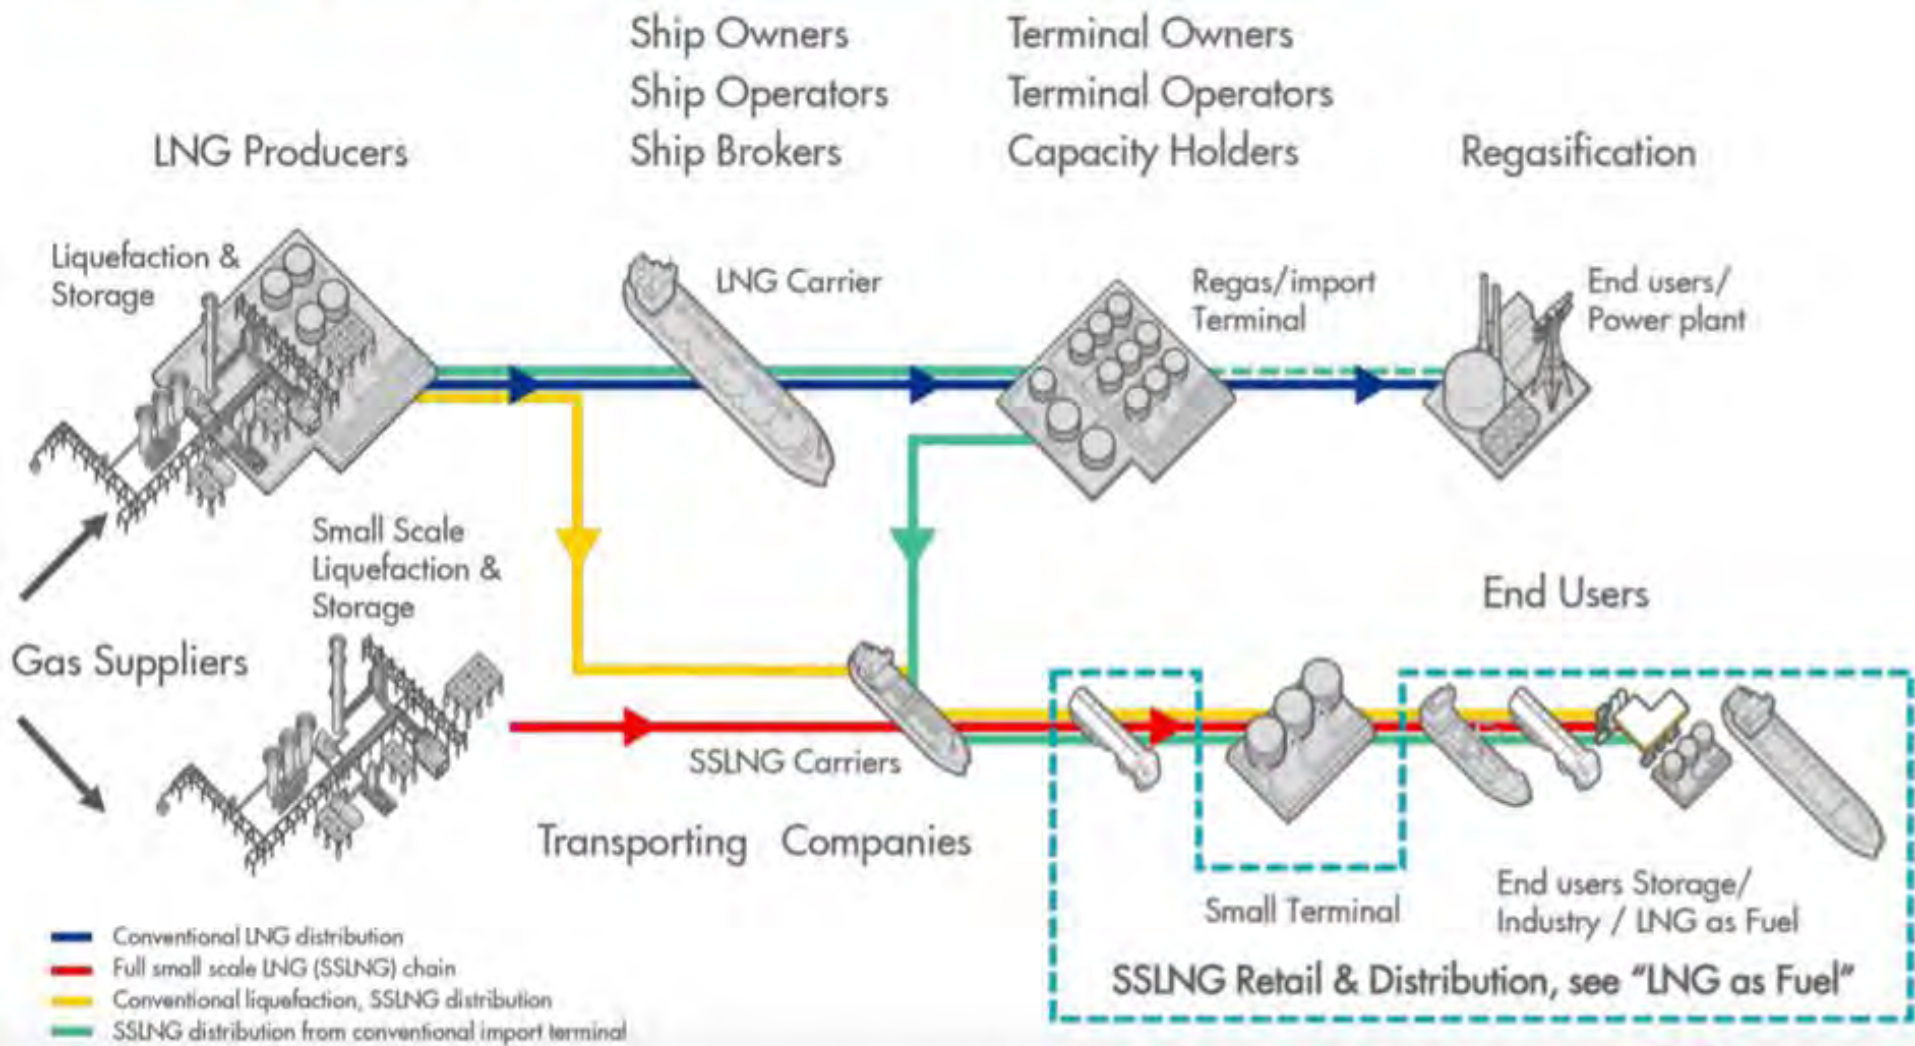 Ship Owners
Ship Operators
Ship Brokers
Terminal Owners
Terminal Operators
Capacity Holders
LNG Producers
Regasification
Liquefaction &
Storage
LNG Carrier
Regas/import
Terminal
End users/
Power plant
Small Scale
Liquefaction &
Storage
Gas Suppliers
End Users
SSLNG Carriers
Transporting Companies
Small Terminal
End users Storage/
Industry / LNG as Fuel
SSLNG Retail & Distribution, see “LNG as Fuel”
Conventional LNG distribution
Full small scale LNG (SSLNG) chain
Conventional liquefaction, SSLNG distribution
SSLNG distribution from conventional import terminal